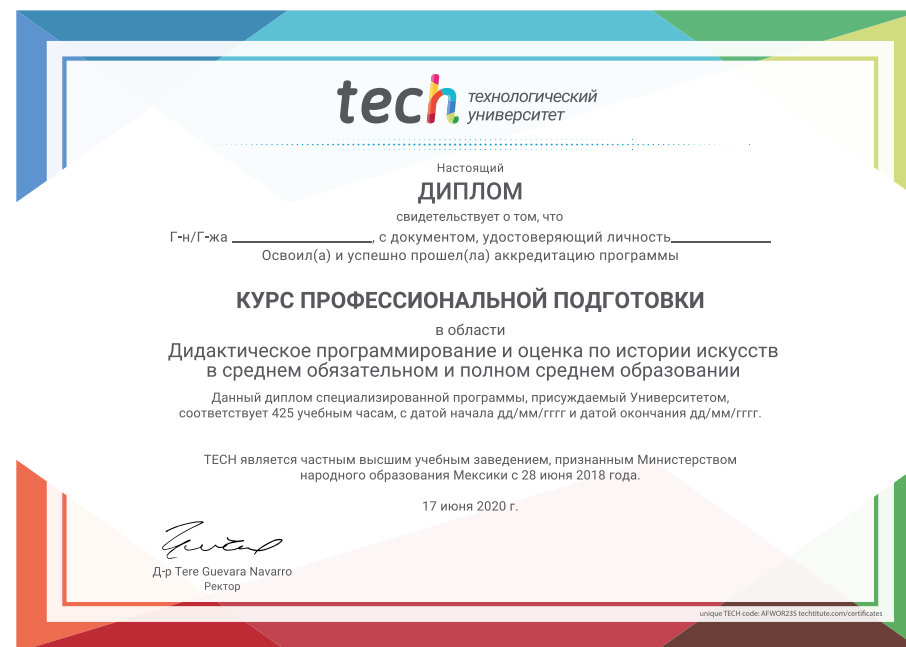 tech технологический
университет
Настоящий
ДИПЛОМ
свидетельствует о том, что
Г-н/Г-жа ____________, с документом, удостоверяющий личность____________
Освоил(а) и успешно прошел(ла) аккредитацию программы
КУРС ПРОФЕССИОНАЛЬНОЙ ПОДГОТОВКИ
в области
Дидактическое программирование и оценка по истории искусств
в среднем обязательном и полном среднем образовании
Данный диплом специализированной программы, присуждаемый Университетом,
соответствует 425 учебным часам, с датой начала дд/мм/гггг и датой окончания дд/мм/гггг.
TECH является частным высшим учебным заведением, признанным Министерством
народного образования Мексики с 28 июня 2018 года.
17 июня 2020 г.
Д-р Tere Guevara Navarro
Ректор
unique TECH code: AFWOR23S techtitute.com/certificates